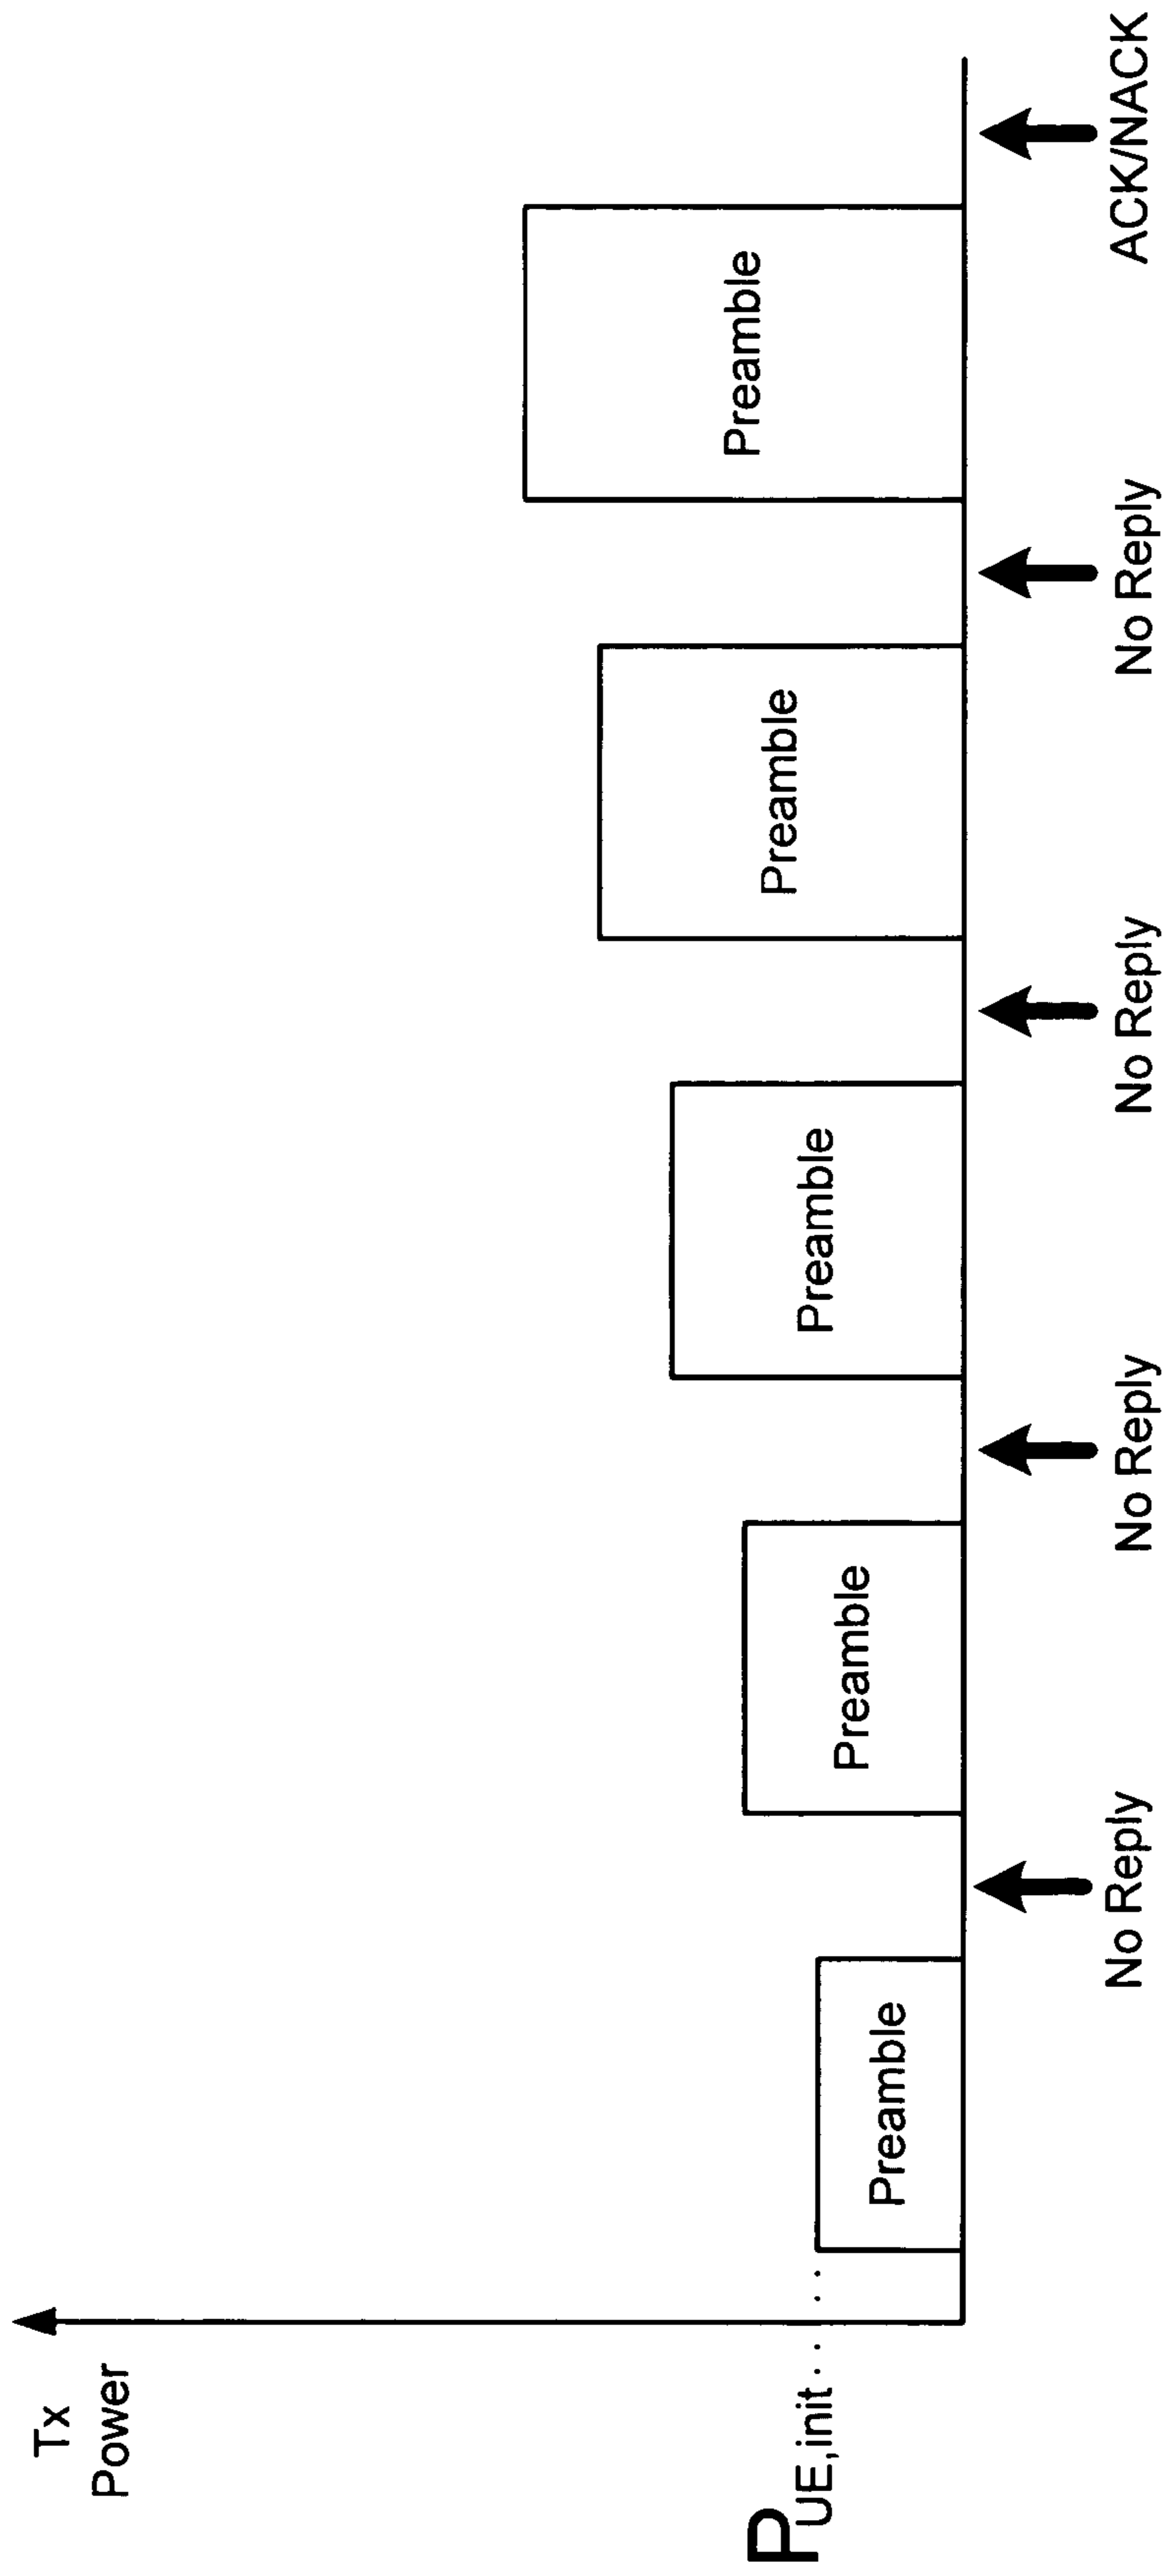 Tx
Power
PUE,init
Preamble
No Reply
Preamble
No Reply
Preamble
No Reply
Preamble
No Reply
Preamble
ACK/NACK